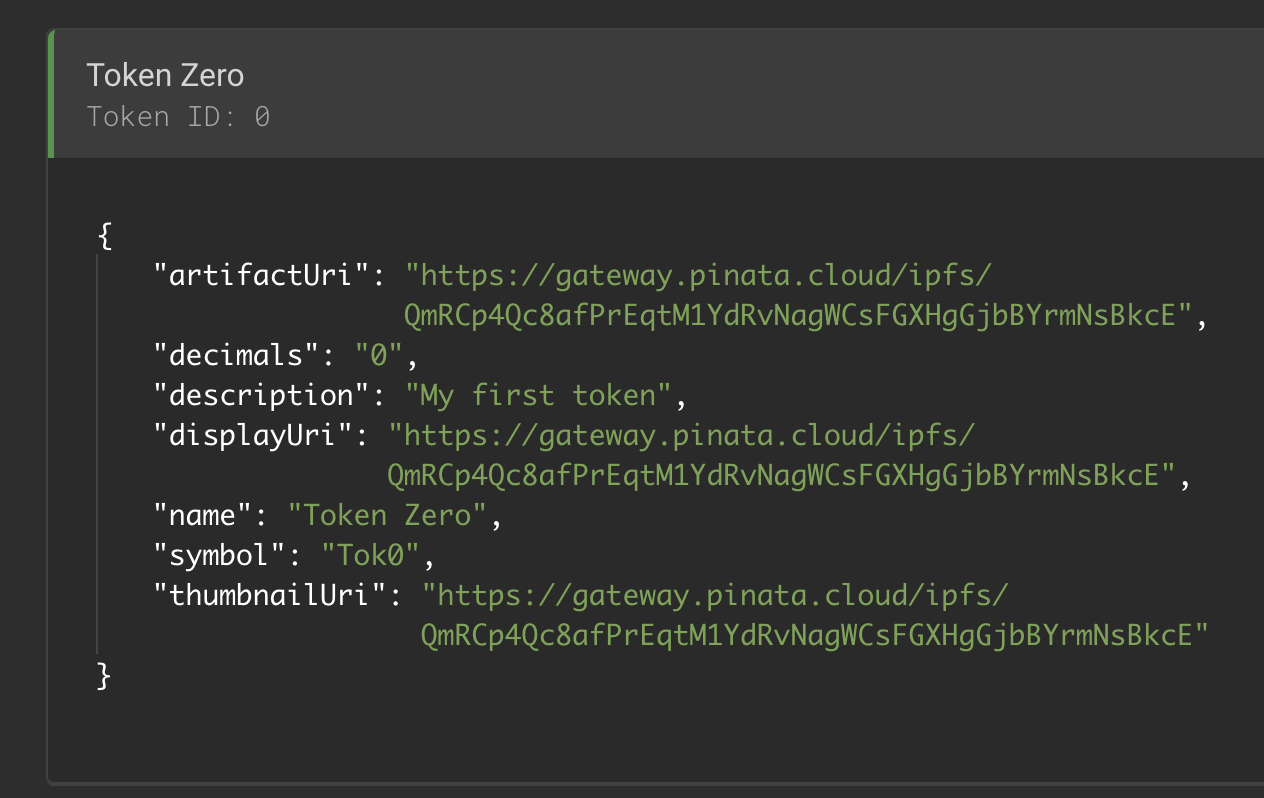 Token Zero
Token ID: 0
{
"artifactUri": "https://gateway.pinata.cloud/ipfs/
QmRCp4Qc8afPrEqtM1YdRvNagWCsFGXHgGjbBYrmNsBkcE",
"decimals": "0",
"description": "My first token",
"displayUri": "https://gateway.pinata.cloud/ipfs/
QmRCp4Qc8afPrEqtM1YdRvNagWCsFGXHgGjbBYrmNsBkcE",
"name": "Token Zero",
"symbol": "Tok0",
"thumbnailUri": "https://gateway.pinata.cloud/ipfs/
QmRCp4Qc8afPrEqtM1YdRvNagWCsFGXHgGjbBYrmNsBkcE"
}